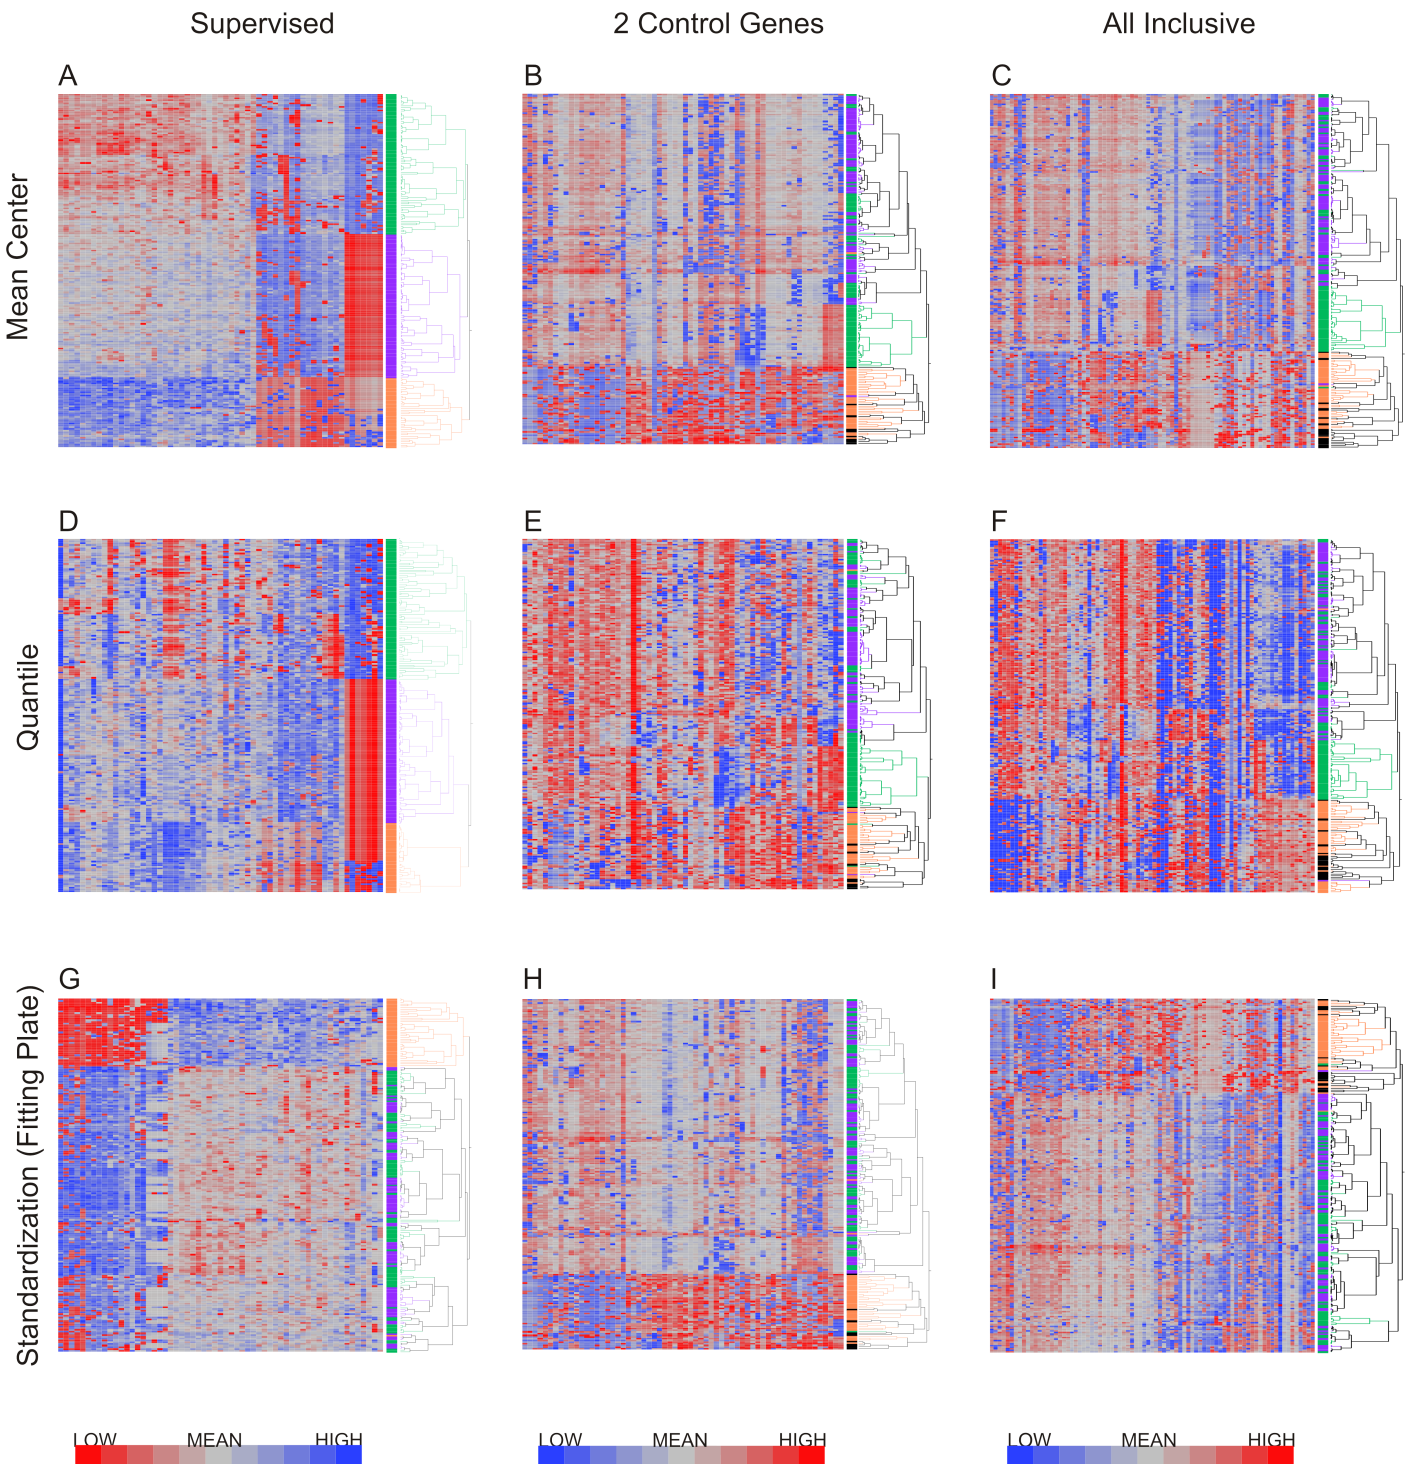 Supervised
2 Control Genes
All Inclusive
A
B
C
Mean Center
D
E
F
Quantile
G
H
I
Standardization (Fitting Plate)
LOW MEAN HIGH
LOW MEAN HIGH
LOW MEAN HIGH